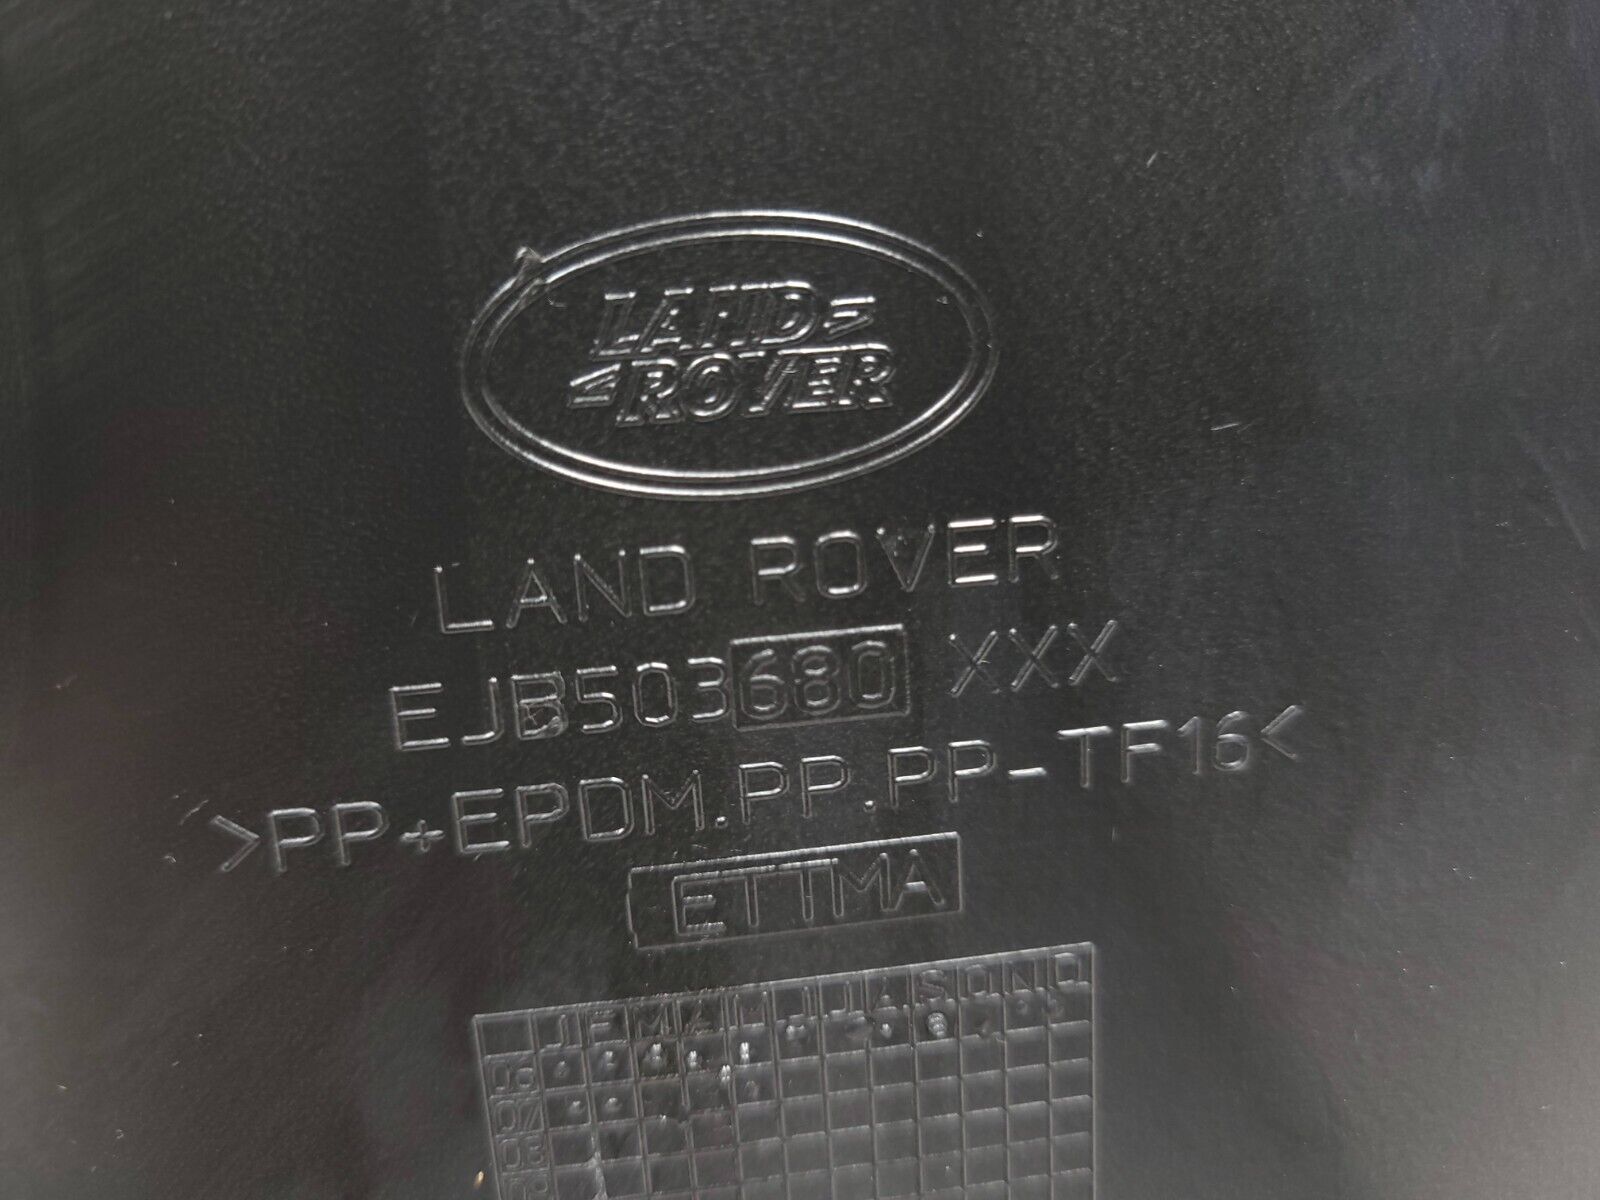 LAND
ROVER
LAND ROVER
EJB503680 XXX
>PP+EPDM.PP.PP-TF16<
ETTMA
J F M A M J J A S O N D
06
07
08